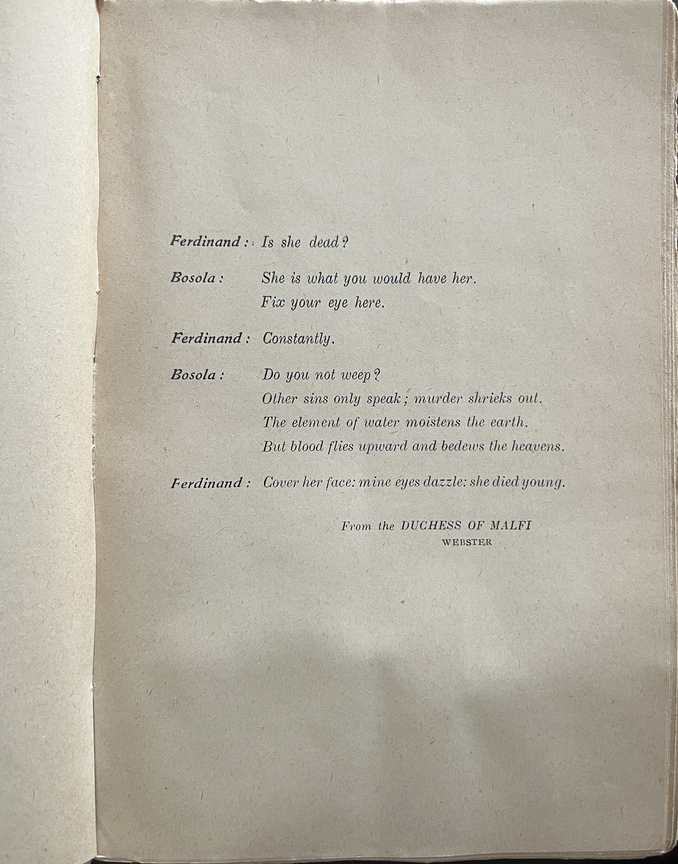 Ferdinand : Is she dead ?
Bosola : She is what you would have her.
Fix your eye here.
Ferdinand : Constantly.
Bosola : Do you not weep ?
Other sins only speak ; murder shrieks out.
The element of water moistens the earth.
But blood flies upward and bedews the heavens.
Ferdinand : Cover her face: mine eyes dazzle: she died young.
From the DUCHESS OF MALFI
WEBSTER